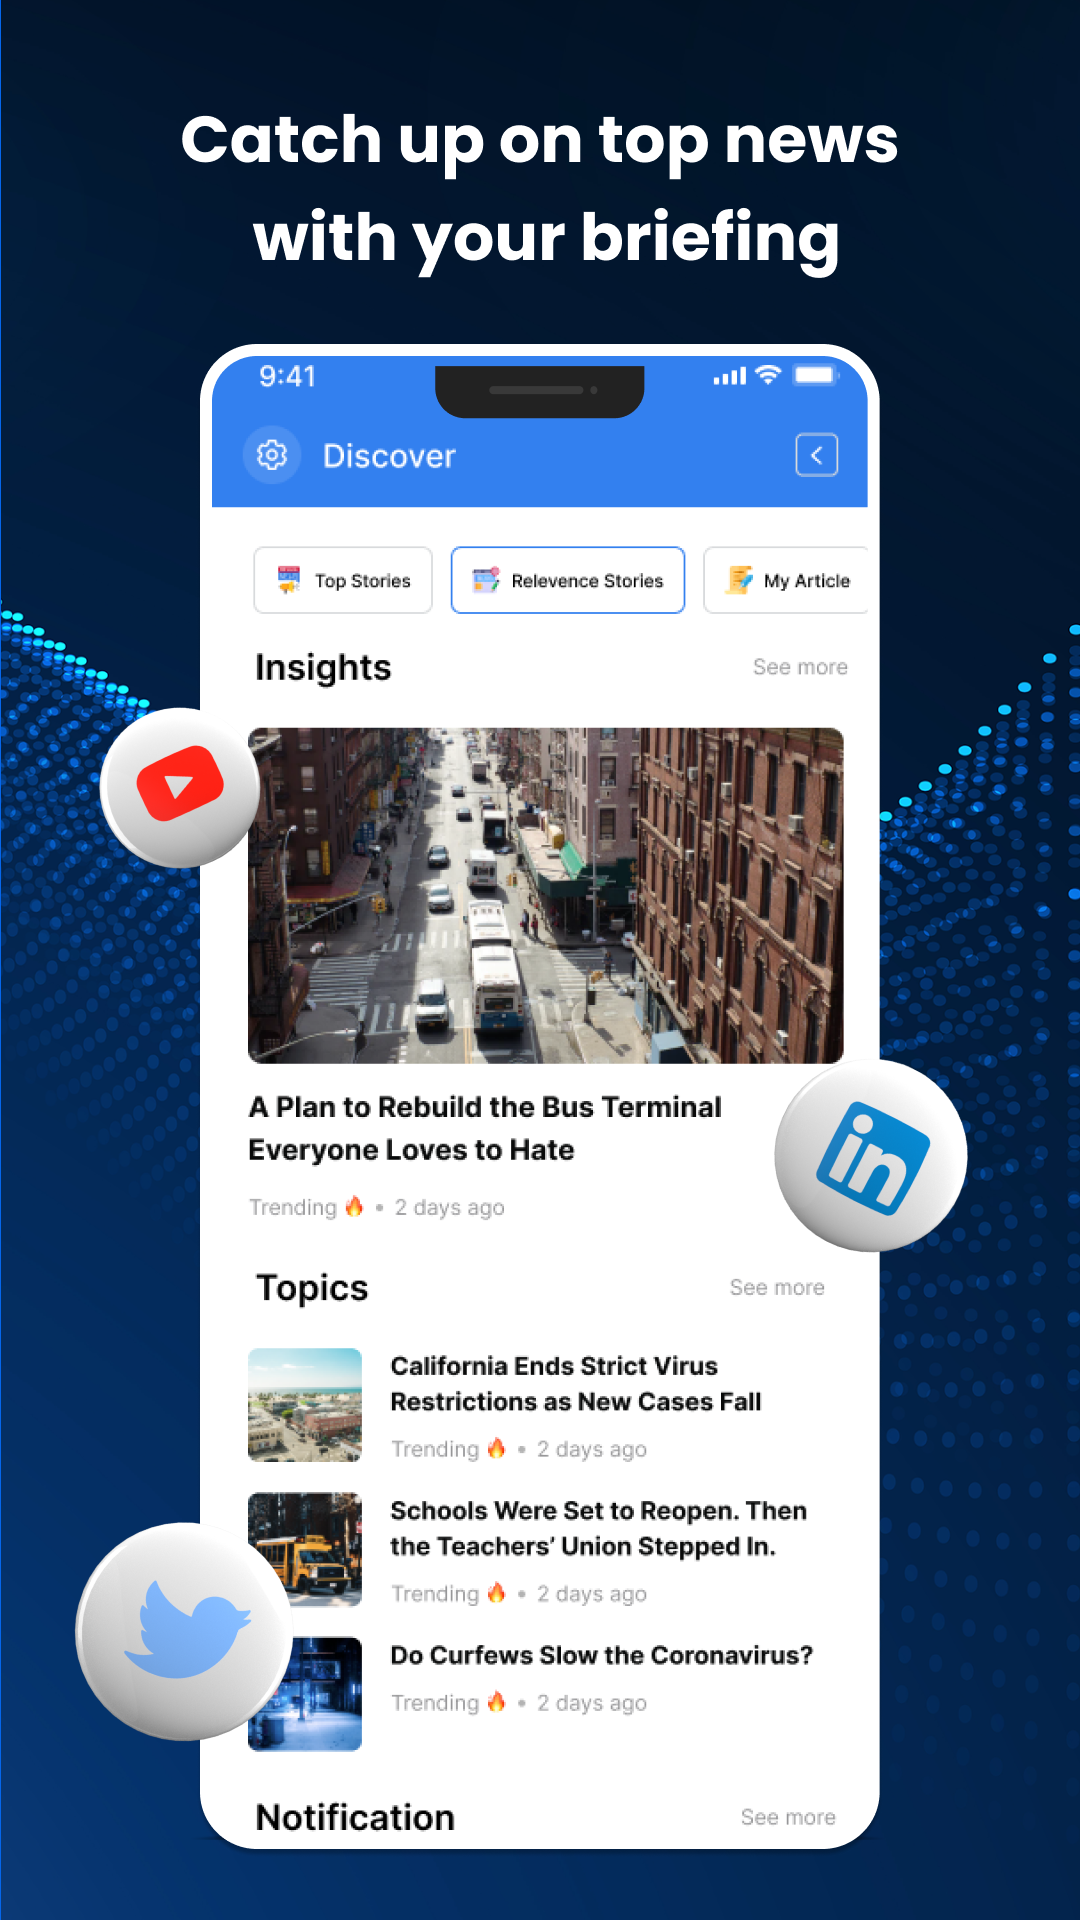 Catch up on top news
with your briefing
9:41
Discover
Top Stories
Relevence Stories
My Article
Insights
See more
A Plan to Rebuild the Bus Terminal
Everyone Loves to Hate
Trending 🔥 • 2 days ago
in
Topics
See more
California Ends Strict Virus
Restrictions as New Cases Fall
Trending 🔥 • 2 days ago
Schools Were Set to Reopen. Then
the Teachers’ Union Stepped In.
Trending 🔥 • 2 days ago
Do Curfews Slow the Coronavirus?
Trending 🔥 • 2 days ago
Notification
See more